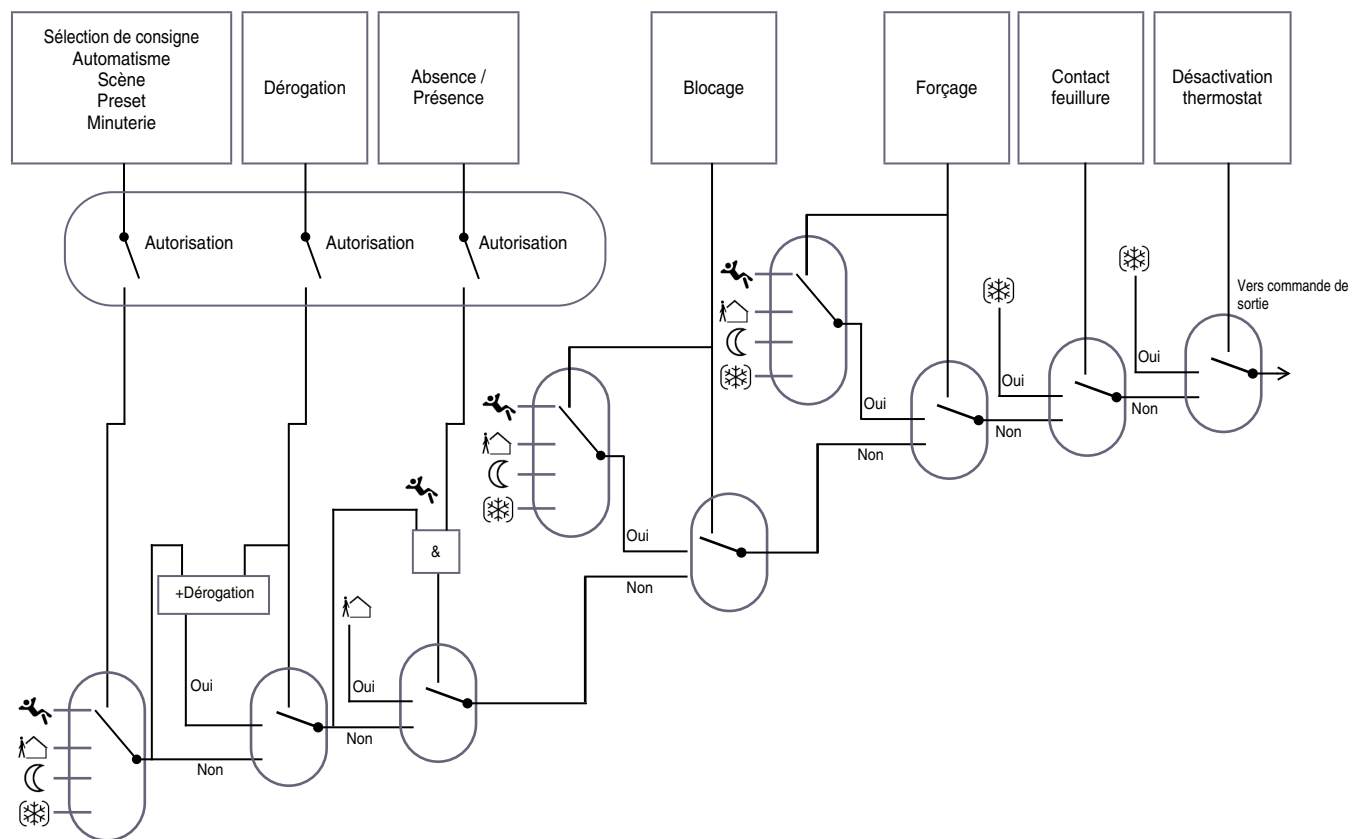 Sélection de consigne
Automatisme
Scène
Preset
Minuterie
Dérogation
Absence /
Présence
Blocage
Forçage
Contact
feuillure
Désactivation
thermostat
Autorisation
Autorisation
Autorisation
Vers commande de
sortie
Oui
Oui
Oui
Non
Non
Non
Oui
&
Non
+Dérogation
Oui
Oui
Non
Non